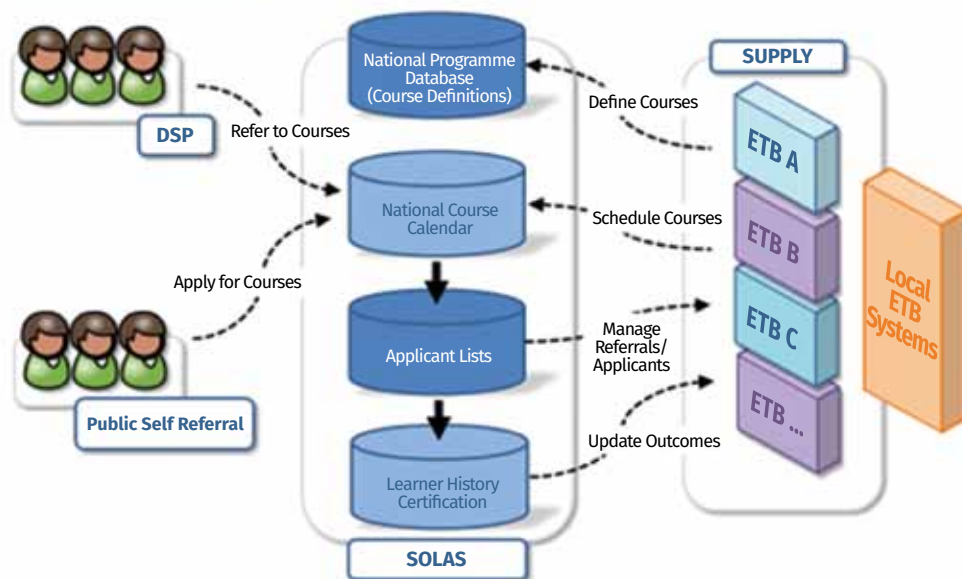 DSP
Refer to Courses
Apply for Courses
Public Self Referral
National Programme
Database
(Course Definitions)
National Course
Calendar
Applicant Lists
Learner History
Certification
SOLAS
Define Courses
Schedule Courses
Manage
Referrals/
Applicants
Update Outcomes
SUPPLY
ETB A
ETB B
ETB C
ETB ...
Local
ETB
Systems